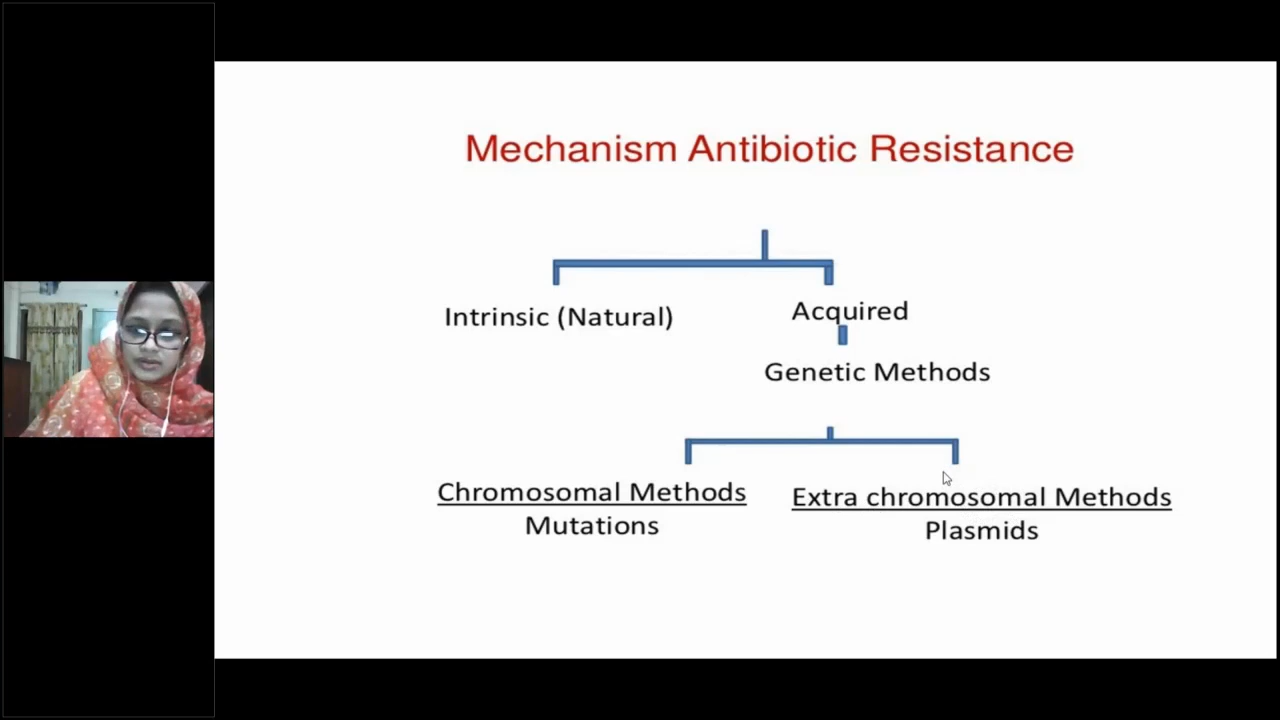 Mechanism Antibiotic Resistance
Intrinsic (Natural)
Acquired
Genetic Methods
Chromosomal Methods
Mutations
Extra chromosomal Methods
Plasmids